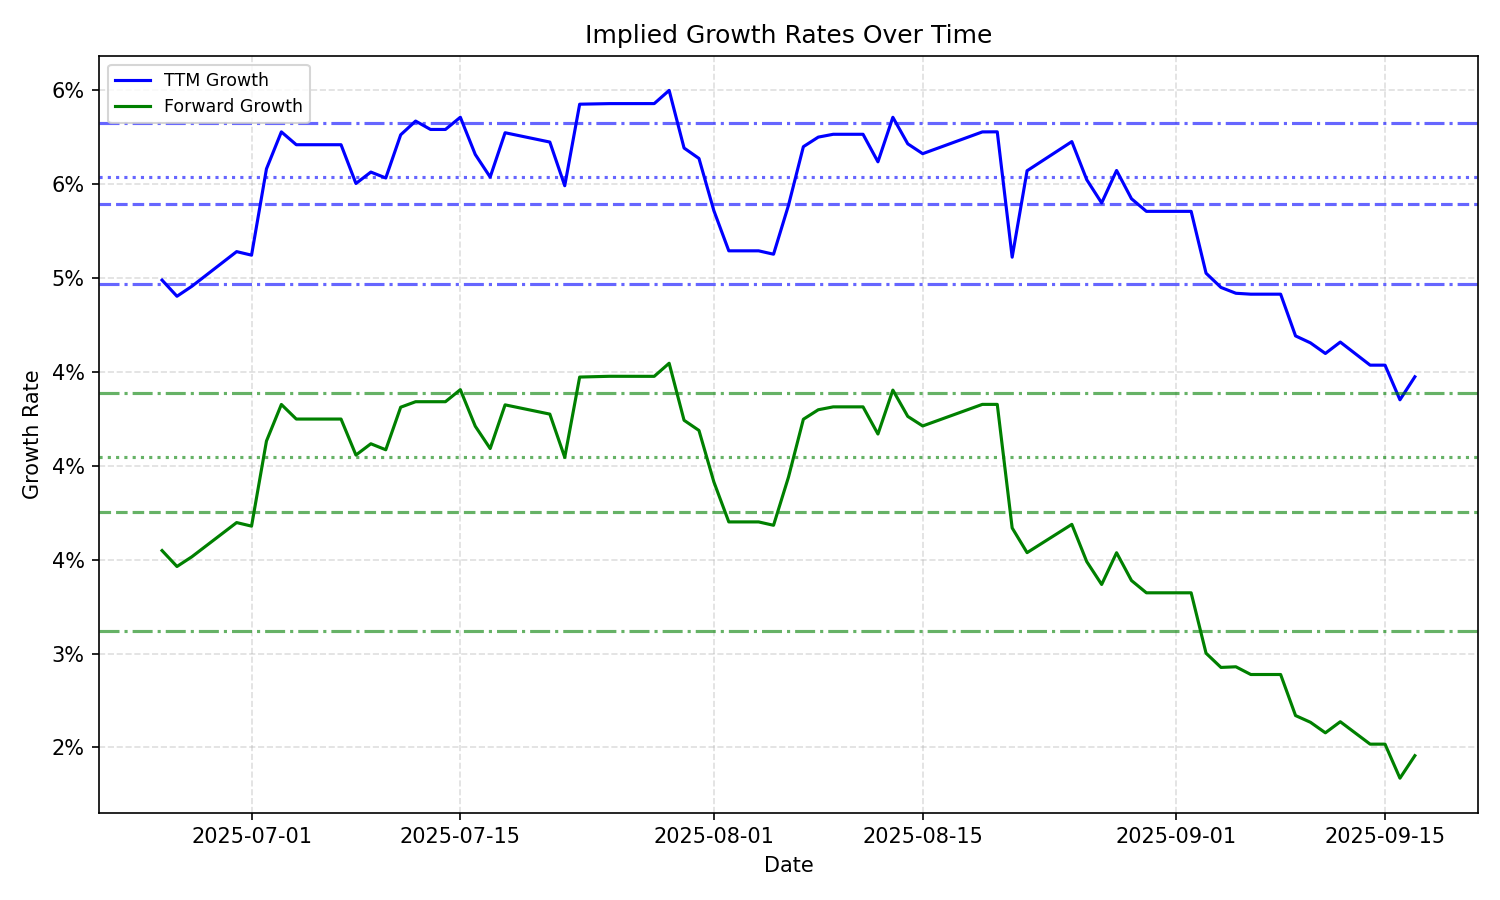 Implied Growth Rates Over Time
TTM Growth
Forward Growth
Growth Rate
6%
6%
5%
4%
4%
4%
3%
2%
2025-07-01
2025-07-15
2025-08-01
2025-08-15
2025-09-01
2025-09-15
Date